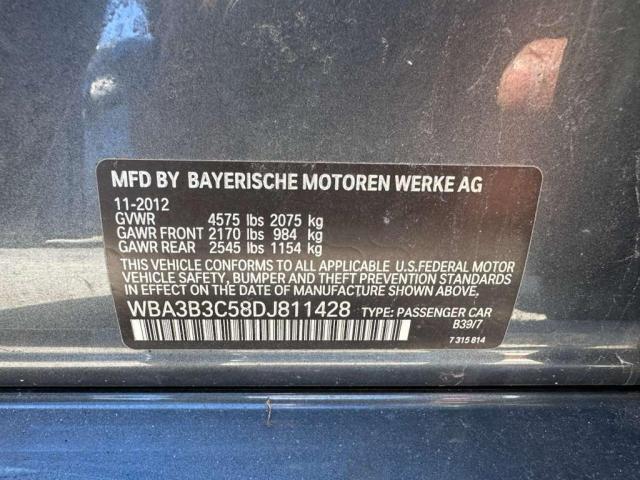 MFD BY BAYERISCHE MOTOREN WERKE AG
11-2012
GVWR 4575 lbs 2075 kg
GAWR FRONT 2170 lbs 984 kg
GAWR REAR 2545 lbs 1154 kg
THIS VEHICLE CONFORMS TO ALL APPLICABLE U.S.FEDERAL MOTOR
VEHICLE SAFETY, BUMPER AND THEFT PREVENTION STANDARDS
IN EFFECT ON THE DATE OF MANUFACTURE SHOWN ABOVE.
WBA3B3C58DJ811428 TYPE: PASSENGER CAR
B39/7
7 315 814